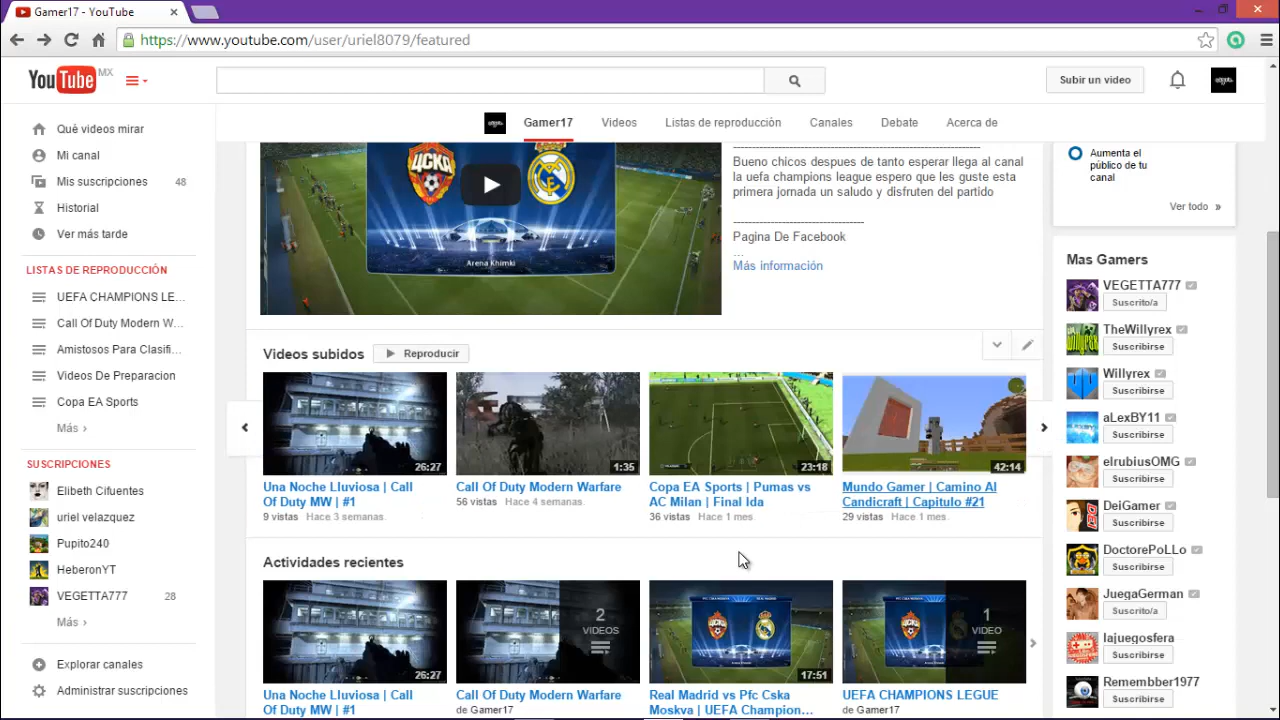 Gamer17 - YouTube
https://www.youtube.com/user/uriel8079/featured
YouTube MX
Subir un video
Gamer17 Videos Listas de reproducción Canales Debate Acerca de
Qué videos mirar
Mi canal
Mis suscripciones 48
Historial
Ver más tarde
LISTAS DE REPRODUCCIÓN
UEFA CHAMPIONS LE...
Call Of Duty Modern W...
Amistosos Para Clasifi...
Videos De Preparacion
Copa EA Sports
Más ›
SUSCRIPCIONES
Elibeth Cifuentes
uriel velazquez
Pupito240
HeberonYT
VEGETTA777 28
Más ›
Explorar canales
Administrar suscripciones
ЦСКА
Arena Khimki
--------------------------------------------------
Bueno chicos despues de tanto esperar llega al canal
la uefa champions league espero que les guste esta
primera jornada un saludo y disfruten del partido
-----------------------------------
Pagina De Facebook
...
Más información
Videos subidos Reproducir
26:27
1:35
23:18
42:14
Una Noche Lluviosa | Call
Of Duty MW | #1
9 vistas Hace 3 semanas.
Call Of Duty Modern Warfare
56 vistas Hace 4 semanas.
Copa EA Sports | Pumas vs
AC Milan | Final Ida
36 vistas Hace 1 mes.
Mundo Gamer | Camino Al
Candicraft | Capitulo #21
29 vistas Hace 1 mes.
Actividades recientes
26:27
2
VIDEOS
17:51
1
VIDEO
Una Noche Lluviosa | Call
Of Duty MW | #1
Call Of Duty Modern Warfare
de Gamer17
Real Madrid vs Pfc Cska
Moskva | UEFA Champion...
UEFA CHAMPIONS LEGUE
de Gamer17
Aumenta el
público de tu
canal
Ver todo »
Mas Gamers
VEGETTA777
Suscrito/a
TheWillyrex
Suscribirse
Willyrex
Suscribirse
aLexBY11
Suscribirse
elrubiusOMG
Suscribirse
DeiGamer
Suscribirse
DoctorePoLLo
Suscribirse
JuegaGerman
Suscrito/a
lajuegosfera
Suscribirse
Remembber1977
Suscribirse